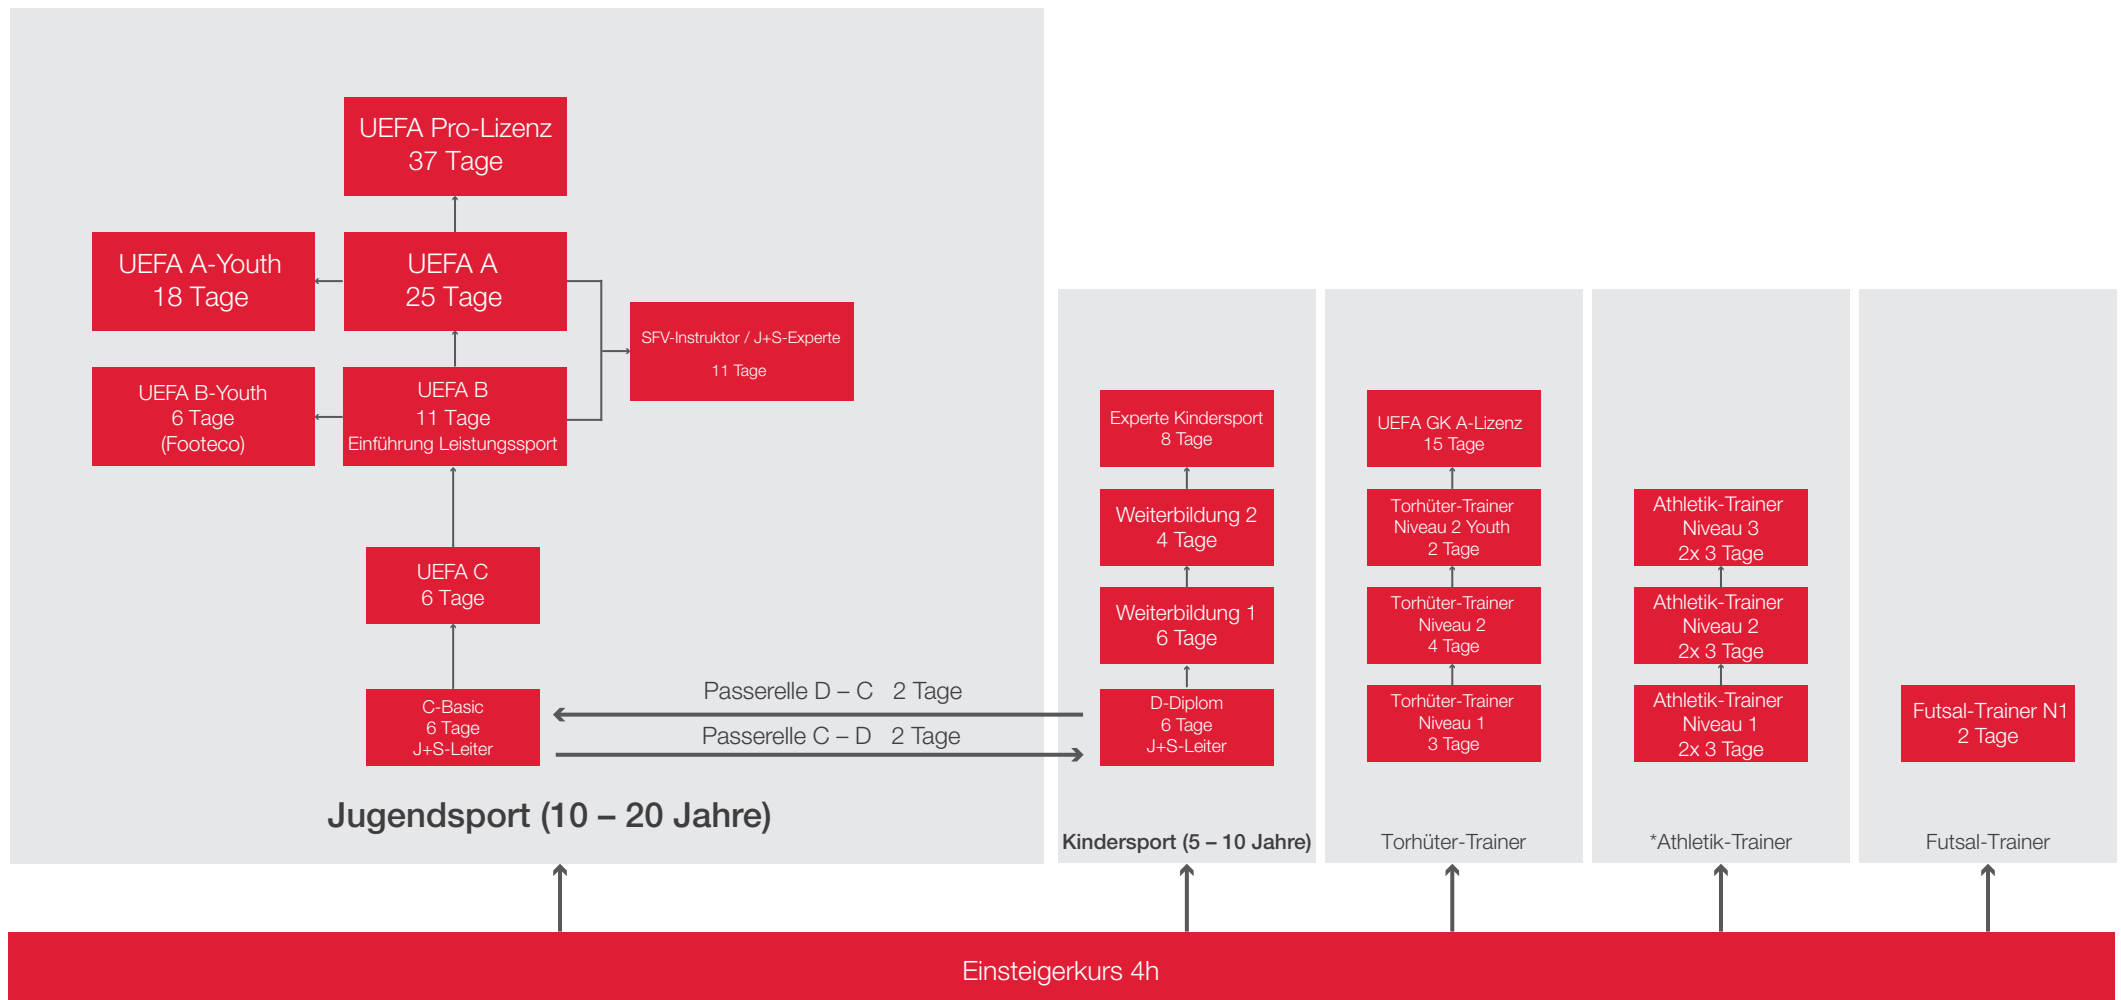 UEFA Pro-Lizenz
37 Tage
UEFA A-Youth
18 Tage
UEFA A
25 Tage
SFV-Instruktor / J+S-Experte
11 Tage
UEFA B-Youth
6 Tage
(Footeco)
UEFA B
11 Tage
Einführung Leistungssport
UEFA C
6 Tage
C-Basic
6 Tage
J+S-Leiter
Passerelle D – C 2 Tage
Passerelle C – D 2 Tage
Jugendsport (10 – 20 Jahre)
Experte Kindersport
8 Tage
Weiterbildung 2
4 Tage
Weiterbildung 1
6 Tage
D-Diplom
6 Tage
J+S-Leiter
Kindersport (5 – 10 Jahre)
UEFA GK A-Lizenz
15 Tage
Torhüter-Trainer
Niveau 2 Youth
2 Tage
Torhüter-Trainer
Niveau 2
4 Tage
Torhüter-Trainer
Niveau 1
3 Tage
Torhüter-Trainer
Athletik-Trainer
Niveau 3
2x 3 Tage
Athletik-Trainer
Niveau 2
2x 3 Tage
Athletik-Trainer
Niveau 1
2x 3 Tage
*Athletik-Trainer
Futsal-Trainer N1
2 Tage
Futsal-Trainer
Einsteigerkurs 4h